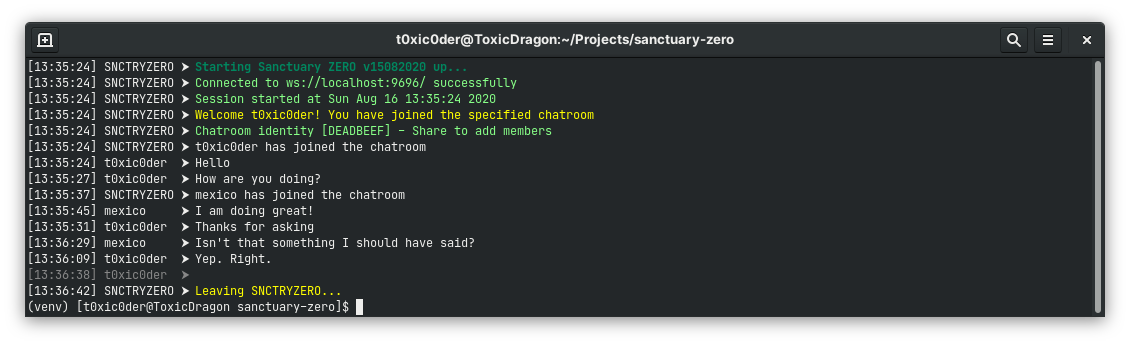 t0xic0der@ToxicDragon:~/Projects/sanctuary-zero
[13:35:24] SNCTRYZERO ➤ Starting Sanctuary ZERO v15082020 up...
[13:35:24] SNCTRYZERO ➤ Connected to ws://localhost:9696/ successfully
[13:35:24] SNCTRYZERO ➤ Session started at Sun Aug 16 13:35:24 2020
[13:35:24] SNCTRYZERO ➤ Welcome t0xic0der! You have joined the specified chatroom
[13:35:24] SNCTRYZERO ➤ Chatroom identity [DEADBEEF] - Share to add members
[13:35:24] SNCTRYZERO ➤ t0xic0der has joined the chatroom
[13:35:24] t0xic0der  ➤ Hello
[13:35:27] t0xic0der  ➤ How are you doing?
[13:35:37] SNCTRYZERO ➤ mexico has joined the chatroom
[13:35:45] mexico     ➤ I am doing great!
[13:35:31] t0xic0der  ➤ Thanks for asking
[13:36:29] mexico     ➤ Isn't that something I should have said?
[13:36:09] t0xic0der  ➤ Yep. Right.
[13:36:38] t0xic0der  ➤
[13:36:42] SNCTRYZERO ➤ Leaving SNCTRYZERO...
(venv) [t0xic0der@ToxicDragon sanctuary-zero]$